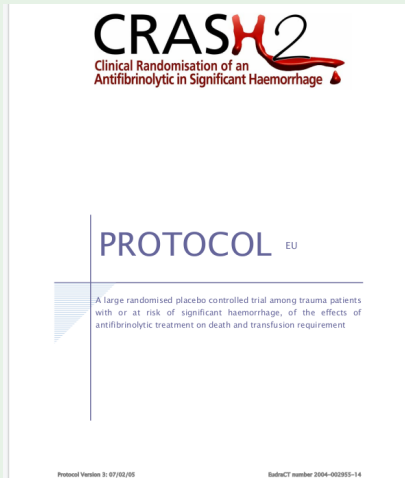 CRASH2
Clinical Randomisation of an
Antifibrinolytic in Significant Haemorrhage
PROTOCOL EU
A large randomised placebo controlled trial among trauma patients
with or at risk of significant haemorrhage, of the effects of
antifibrinolytic treatment on death and transfusion requirement
Protocol Version 3: 07/02/05 EudraCT number 2004-002955-14